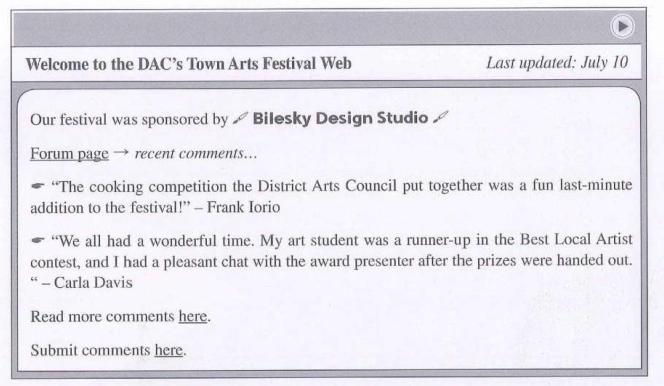 Welcome to the DAC's Town Arts Festival Web
Last updated: July 10
Our festival was sponsored by Bilesky Design Studio
Forum page → recent comments…
☛ “The cooking competition the District Arts Council put together was a fun last-minute
addition to the festival!” – Frank Iorio
☛ “We all had a wonderful time. My art student was a runner-up in the Best Local Artist
contest, and I had a pleasant chat with the award presenter after the prizes were handed out.
“ – Carla Davis
Read more comments here.
Submit comments here.